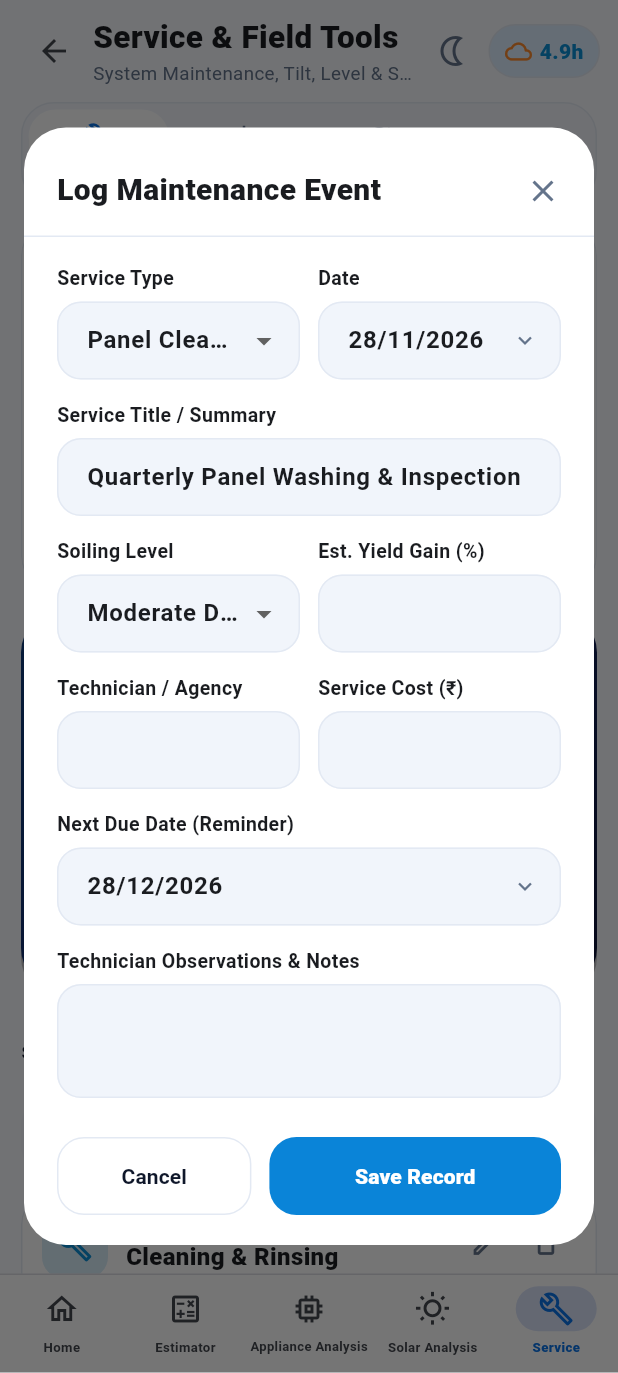 Service & Field Tools
System Maintenance, Tilt, Level & S...
4.9h
Log Maintenance Event
Service Type
Date
Panel Clea...
28/11/2026
Service Title / Summary
Quarterly Panel Washing & Inspection
Soiling Level
Est. Yield Gain (%)
Moderate D...
Technician / Agency
Service Cost (₹)
Next Due Date (Reminder)
28/12/2026
Technician Observations & Notes
Cancel
Save Record
Cleaning & Rinsing
Home
Estimator
Appliance Analysis
Solar Analysis
Service